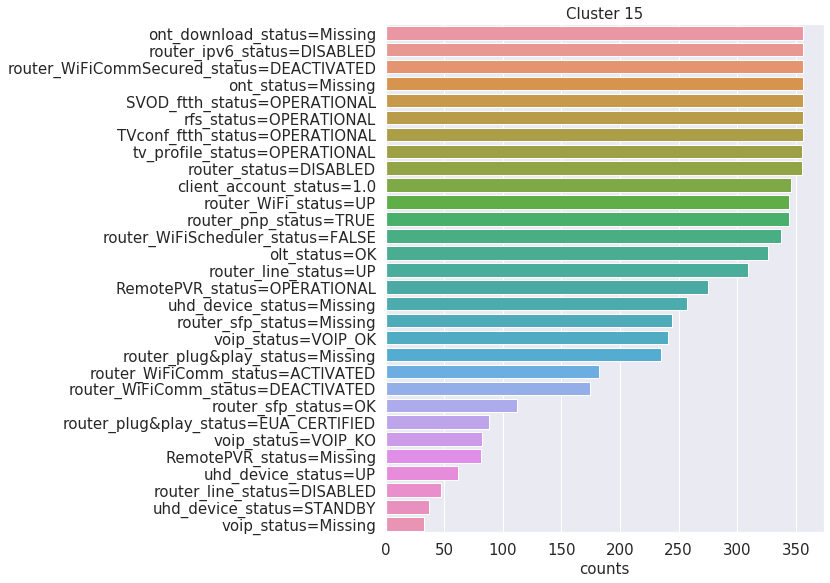 Cluster 15
ont_download_status=Missing
router_ipv6_status=DISABLED
router_WiFiCommSecured_status=DEACTIVATED
ont_status=Missing
SVOD_ftth_status=OPERATIONAL
rfs_status=OPERATIONAL
TVconf_ftth_status=OPERATIONAL
tv_profile_status=OPERATIONAL
router_status=DISABLED
client_account_status=1.0
router_WiFi_status=UP
router_pnp_status=TRUE
router_WiFiScheduler_status=FALSE
olt_status=OK
router_line_status=UP
RemotePVR_status=OPERATIONAL
uhd_device_status=Missing
router_sfp_status=Missing
voip_status=VOIP_OK
router_plug&play_status=Missing
router_WiFiComm_status=ACTIVATED
router_WiFiComm_status=DEACTIVATED
router_sfp_status=OK
router_plug&play_status=EUA_CERTIFIED
voip_status=VOIP_KO
RemotePVR_status=Missing
uhd_device_status=UP
router_line_status=DISABLED
uhd_device_status=STANDBY
voip_status=Missing
0 50 100 150 200 250 300 350
counts